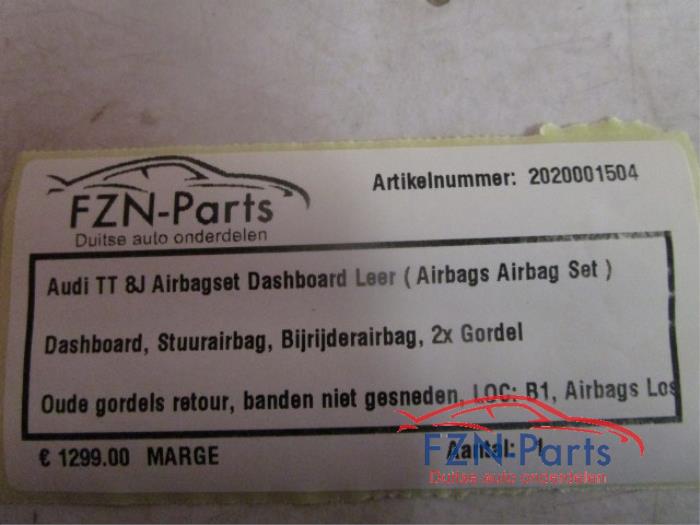 FZN-Parts
Duitse auto onderdelen
Artikelnummer: 2020001504
Audi TT 8J Airbagset Dashboard Leer ( Airbags Airbag Set )
Dashboard, Stuurairbag, Bijrijderairbag, 2x Gordel
Oude gordels retour, banden niet gesneden, LOC: B1, Airbags Los
€ 1299.00 MARGE
Aantal: 1
FZN-Parts
Duitse auto onderdelen